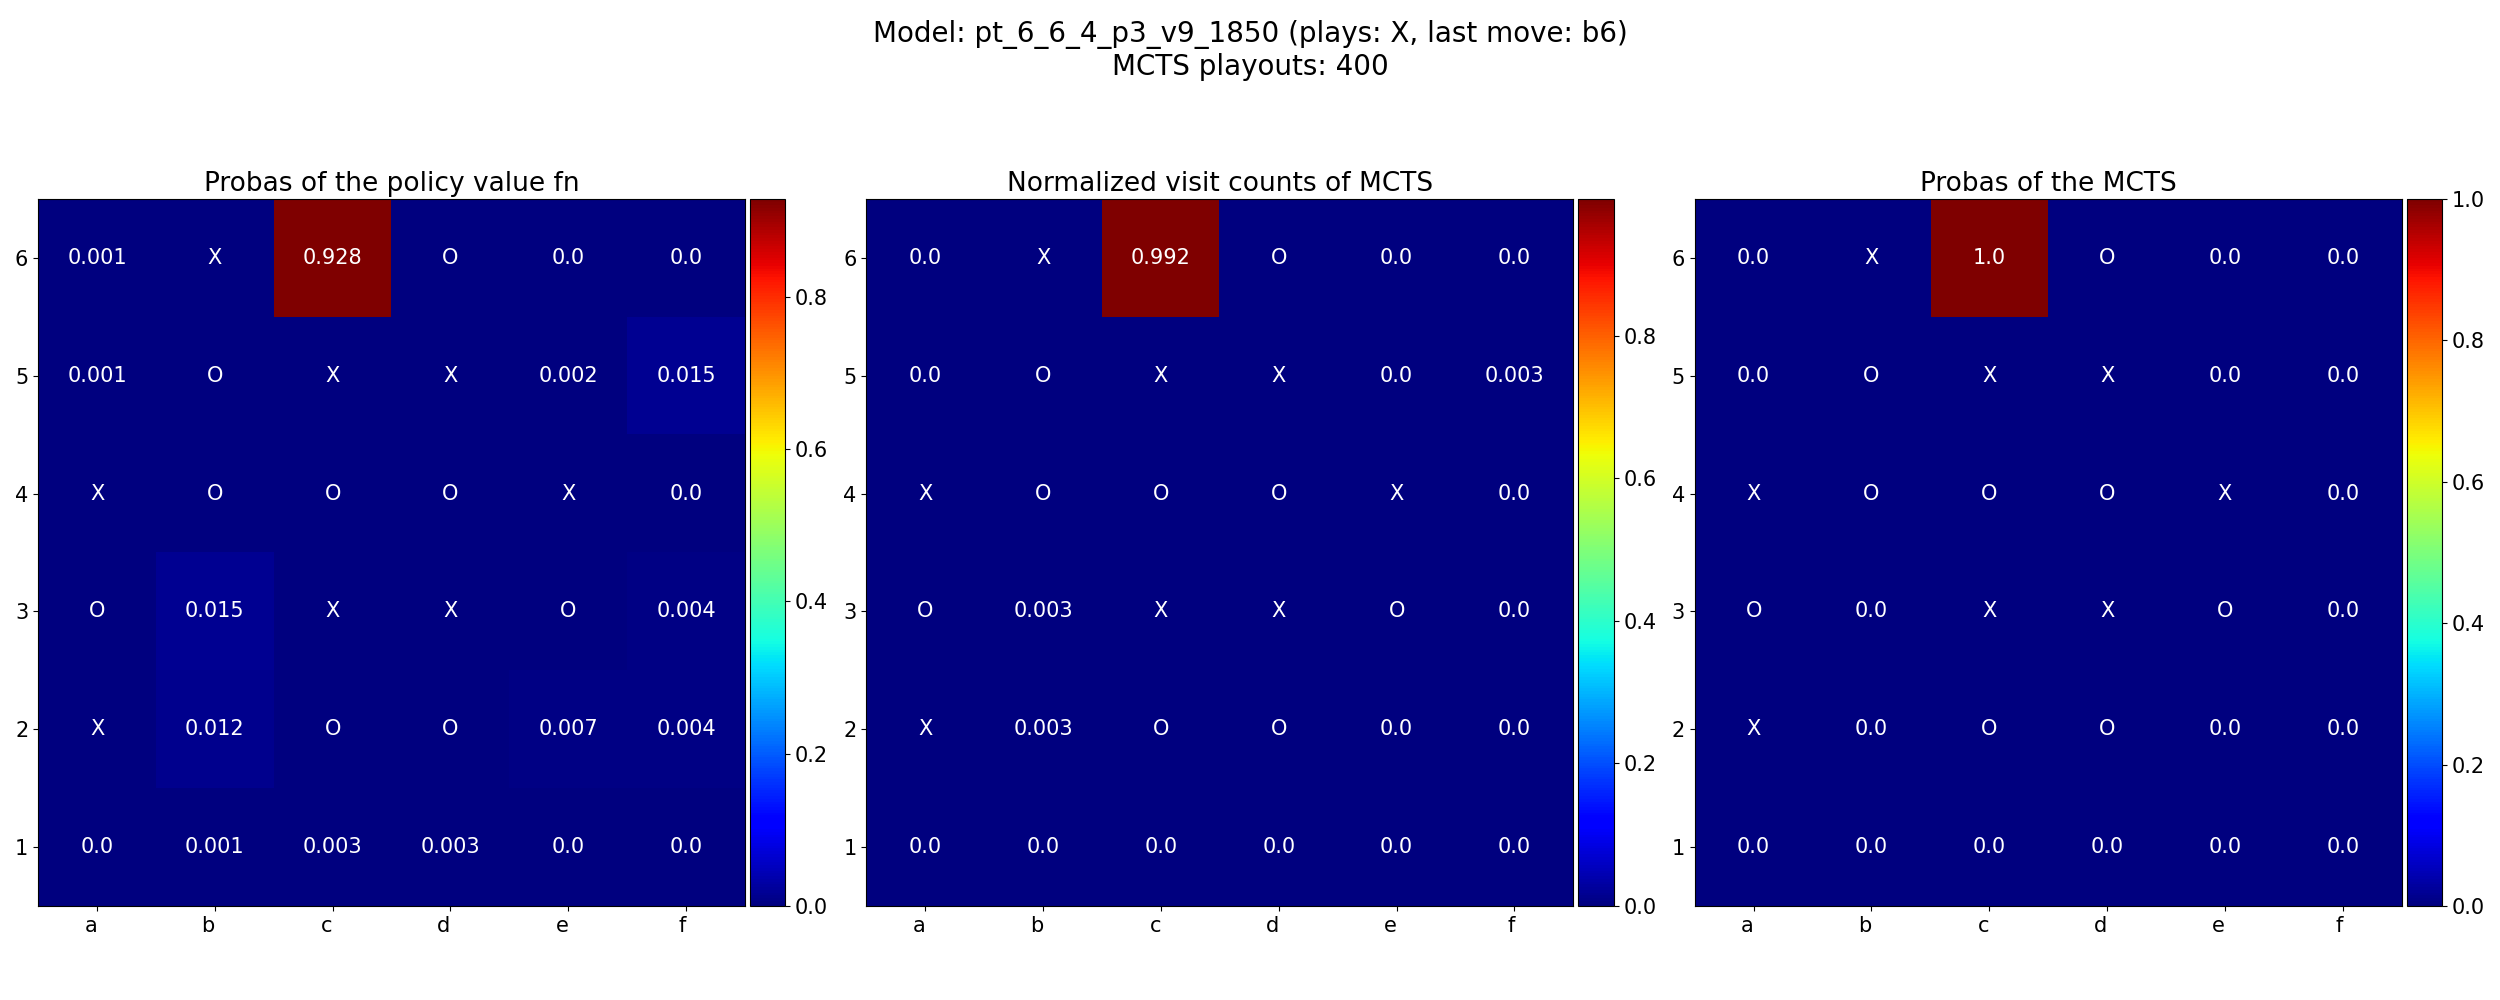 Model: pt_6_6_4_p3_v9_1850 (plays: X, last move: b6)
MCTS playouts: 400
Probas of the policy value fn
6 0.001 X 0.928 O 0.0 0.0
5 0.001 O X X 0.002 0.015
4 X O O O X 0.0
3 O 0.015 X X O 0.004
2 X 0.012 O O 0.007 0.004
1 0.0 0.001 0.003 0.003 0.0 0.0
a b c d e f
0.8
0.6
0.4
0.2
0.0
Normalized visit counts of MCTS
6 0.0 X 0.992 O 0.0 0.0
5 0.0 O X X 0.0 0.003
4 X O O O X 0.0
3 O 0.003 X X O 0.0
2 X 0.003 O O 0.0 0.0
1 0.0 0.0 0.0 0.0 0.0 0.0
a b c d e f
0.8
0.6
0.4
0.2
0.0
Probas of the MCTS
6 0.0 X 1.0 O 0.0 0.0
5 0.0 O X X 0.0 0.0
4 X O O O X 0.0
3 O 0.0 X X O 0.0
2 X 0.0 O O 0.0 0.0
1 0.0 0.0 0.0 0.0 0.0 0.0
a b c d e f
1.0
0.8
0.6
0.4
0.2
0.0